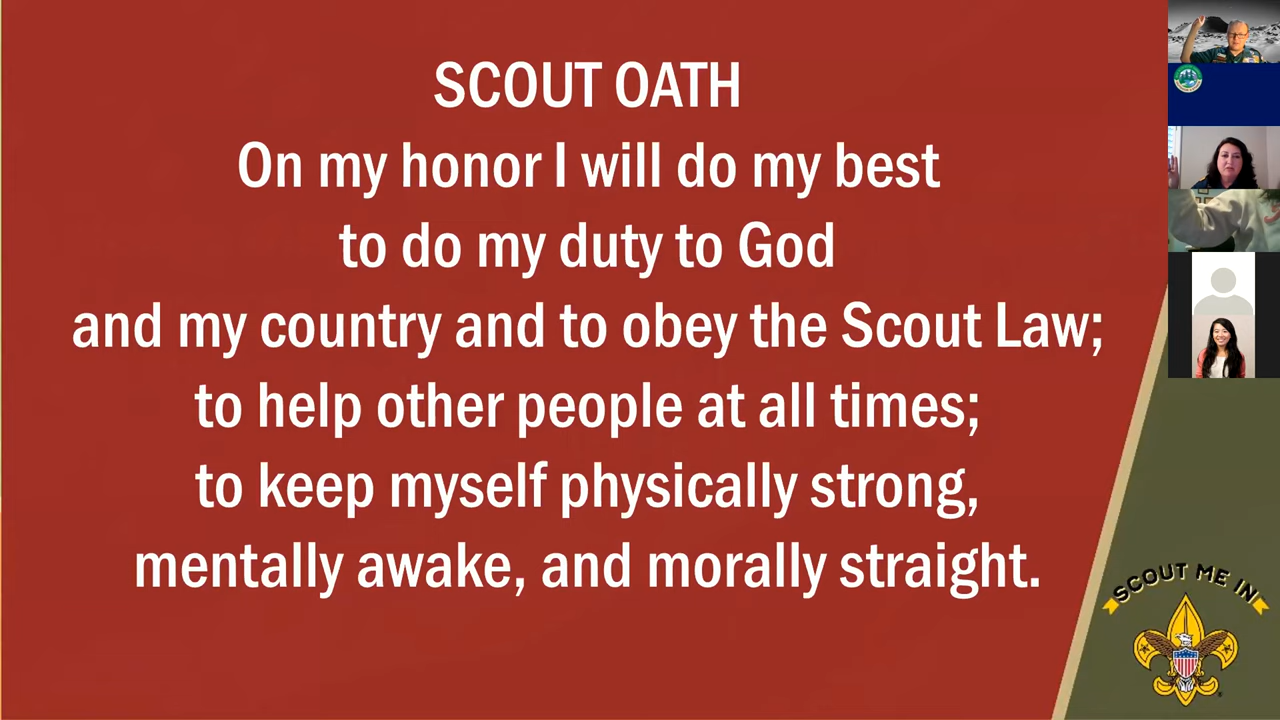 SCOUT OATH
On my honor I will do my best
to do my duty to God
and my country and to obey the Scout Law;
to help other people at all times;
to keep myself physically strong,
mentally awake, and morally straight.
SCOUT ME IN